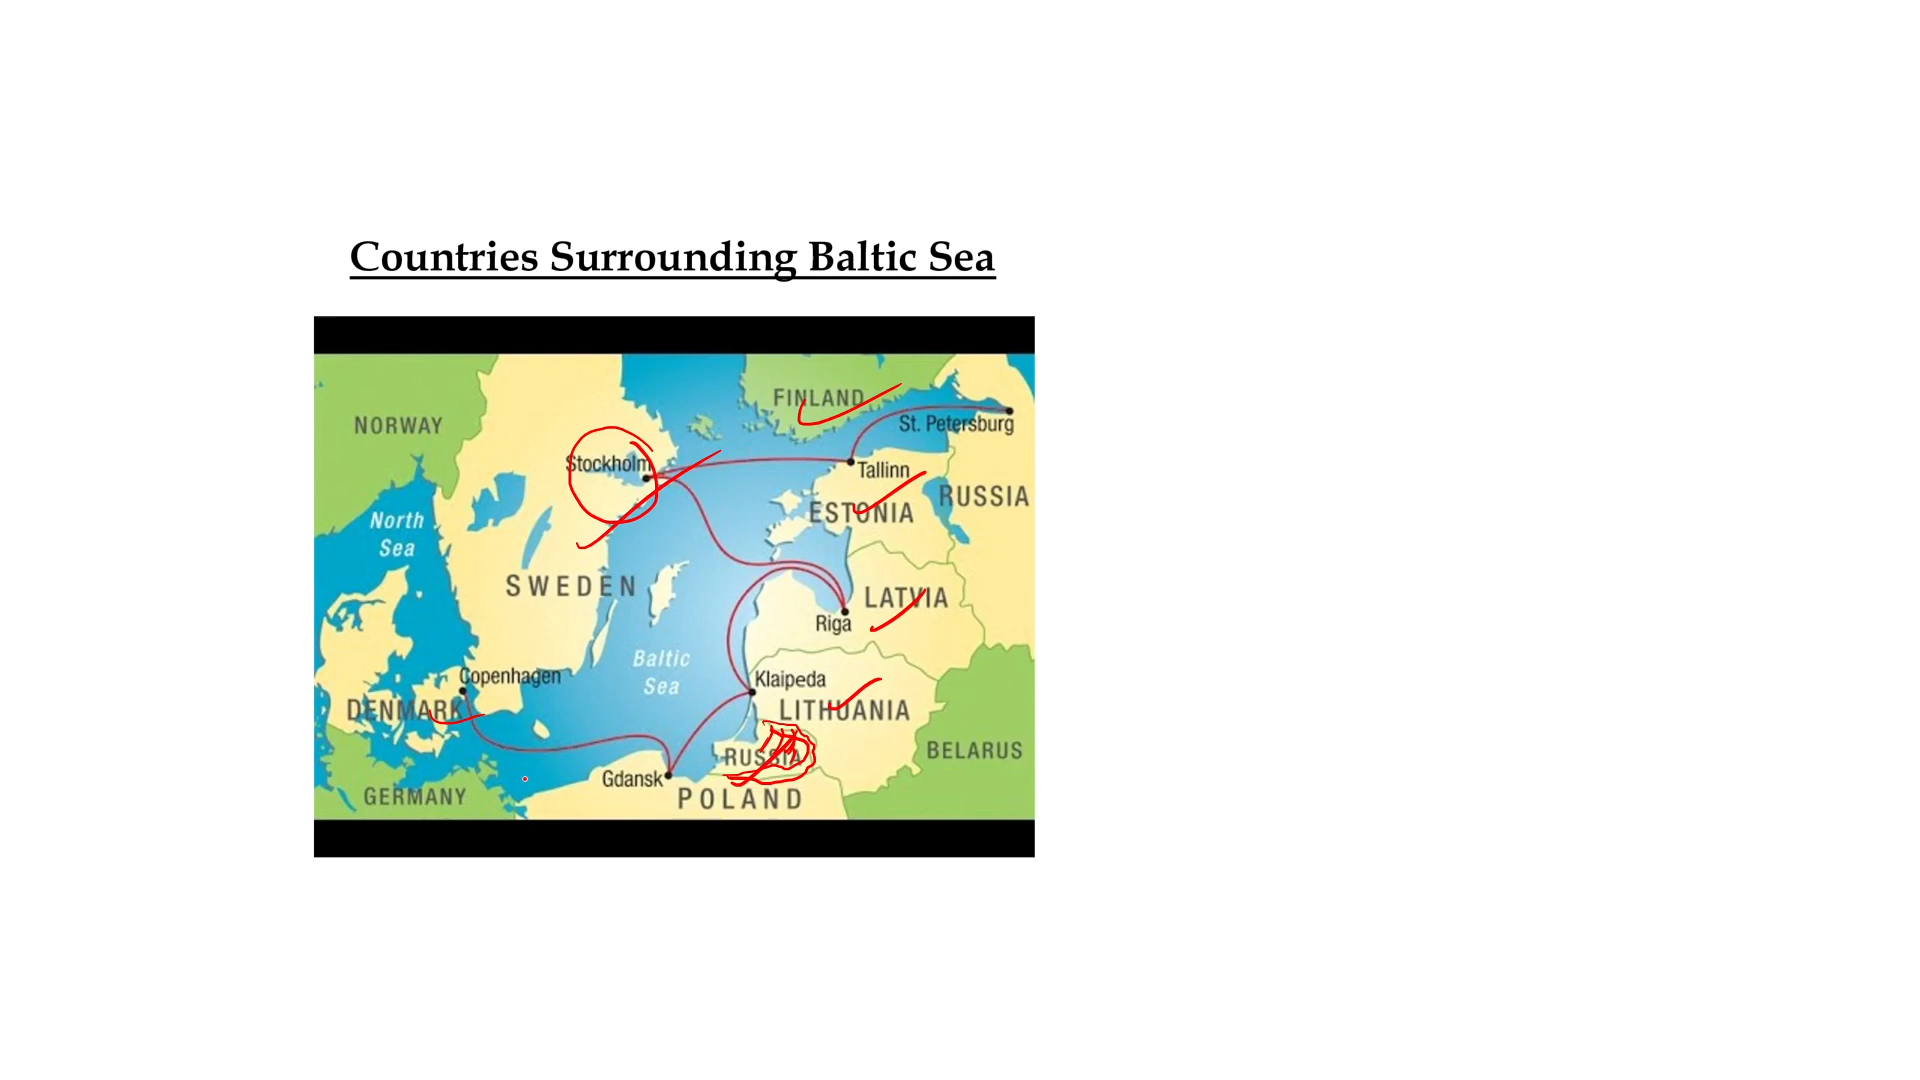 Countries Surrounding Baltic Sea
FINLAND
NORWAY
St. Petersburg
Stockholm
Tallinn
RUSSIA
ESTONIA
North
Sea
SWEDEN
LATVIA
Riga
Baltic
Sea
Copenhagen
Klaipeda
DENMARK
LITHUANIA
BELARUS
RUSSIA
Gdansk
GERMANY
POLAND